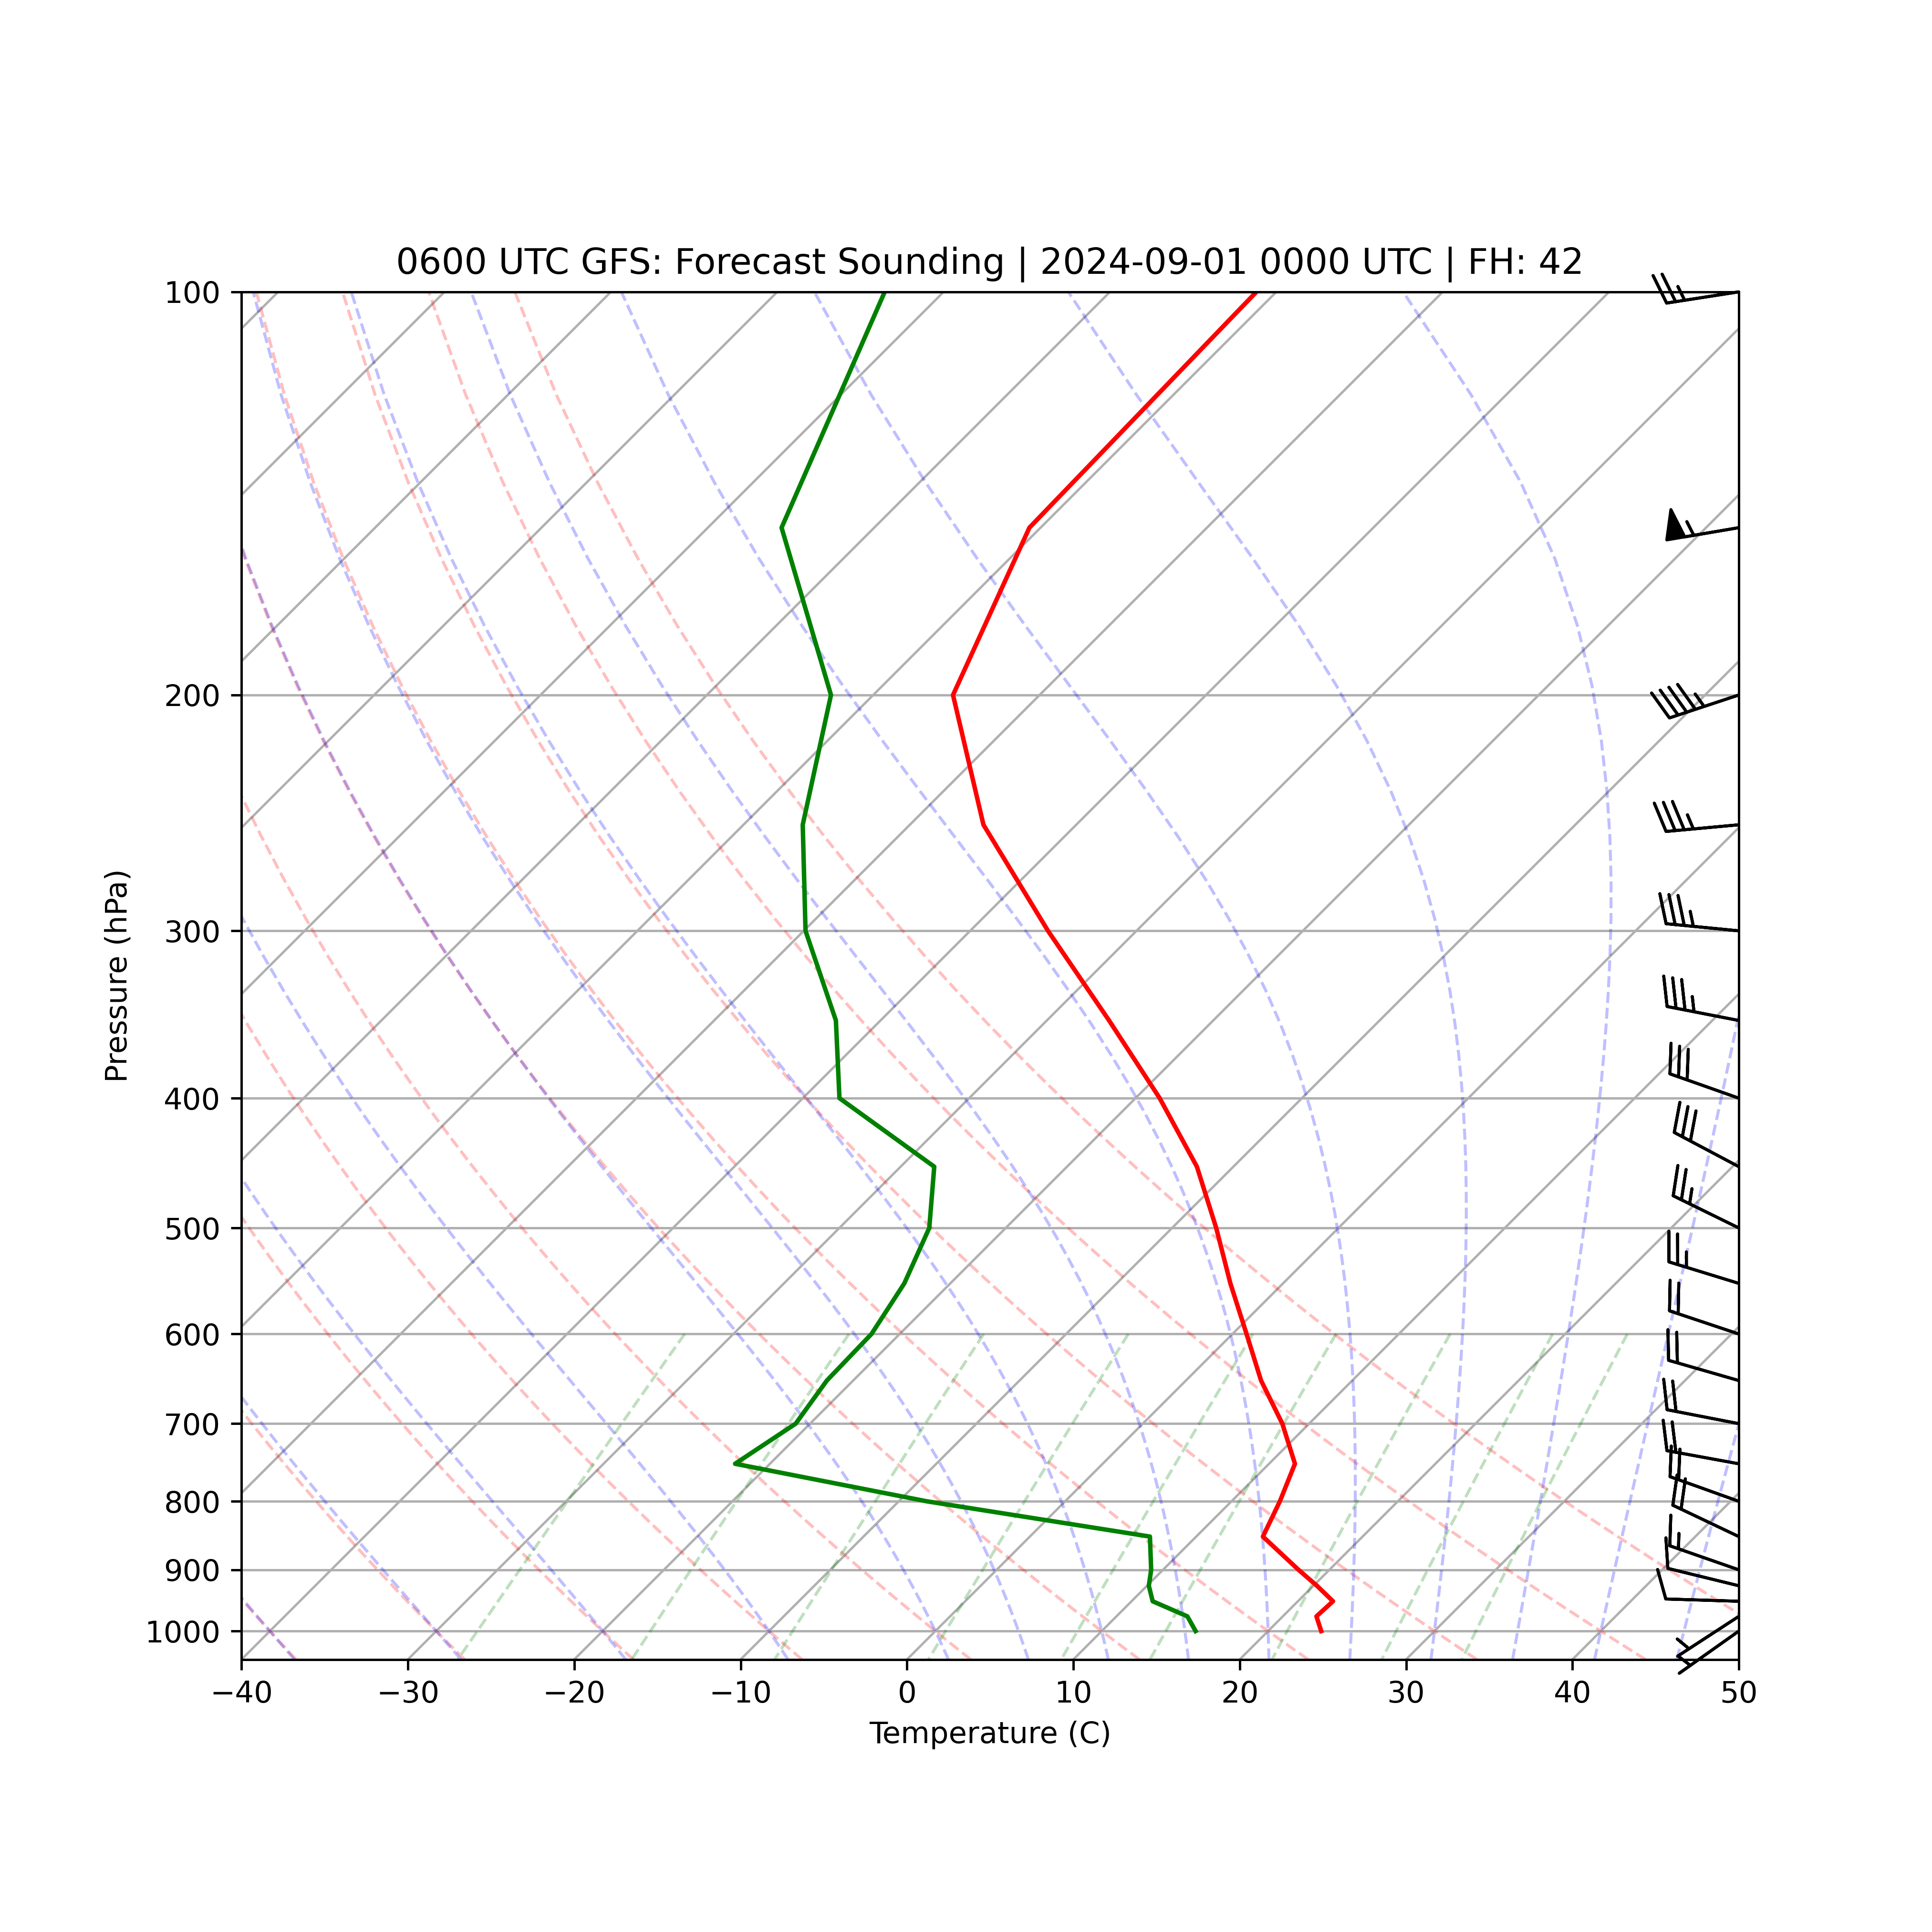 0600 UTC GFS: Forecast Sounding | 2024-09-01 0000 UTC | FH: 42
100
200
300
400
500
600
700
800
900
1000
Pressure (hPa)
−40 −30 −20 −10 0 10 20 30 40 50
Temperature (C)